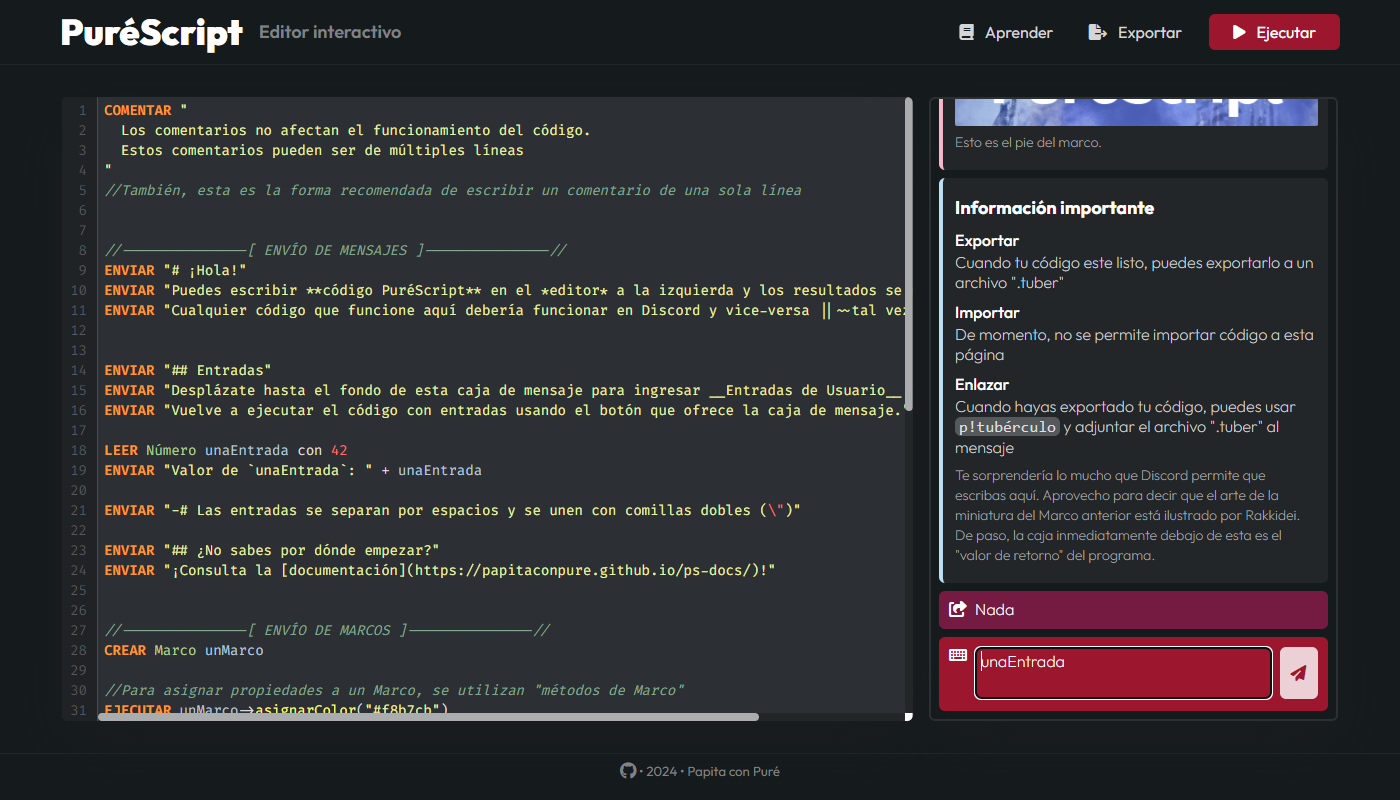 PuréScript Editor interactivo
Aprender
Exportar
Ejecutar
1 COMENTAR "
2 Los comentarios no afectan el funcionamiento del código.
3 Estos comentarios pueden ser de múltiples líneas
4 "
5 //También, esta es la forma recomendada de escribir un comentario de una sola línea
6
7
8 //———————————————[ ENVÍO DE MENSAJES ]———————————————//
9 ENVIAR "# ¡Hola!"
10 ENVIAR "Puedes escribir **código PuréScript** en el *editor* a la izquierda y los resultados se
11 ENVIAR "Cualquier código que funcione aquí debería funcionar en Discord y vice-versa ||~~tal vez
12
13
14 ENVIAR "## Entradas"
15 ENVIAR "Desplázate hasta el fondo de esta caja de mensaje para ingresar __Entradas de Usuario__
16 ENVIAR "Vuelve a ejecutar el código con entradas usando el botón que ofrece la caja de mensaje.
17
18 LEER Número unaEntrada con 42
19 ENVIAR "Valor de `unaEntrada`: " + unaEntrada
20
21 ENVIAR "-# Las entradas se separan por espacios y se unen con comillas dobles (\")"
22
23 ENVIAR "## ¿No sabes por dónde empezar?"
24 ENVIAR "¡Consulta la [documentación](https://papitaconpure.github.io/ps-docs/)!"
25
26
27 //———————————————[ ENVÍO DE MARCOS ]———————————————//
28 CREAR Marco unMarco
29
30 //Para asignar propiedades a un Marco, se utilizan "métodos de Marco"
31 EJECUTAR unMarco->asignarColor("#f8b7cb")
PuréScript
Esto es el pie del marco.
Información importante
Exportar
Cuando tu código este listo, puedes exportarlo a un
archivo ".tuber"
Importar
De momento, no se permite importar código a esta
página
Enlazar
Cuando hayas exportado tu código, puedes usar
p!tubérculo y adjuntar el archivo ".tuber" al
mensaje
Te sorprendería lo mucho que Discord permite que
escribas aquí. Aprovecho para decir que el arte de la
miniatura del Marco anterior está ilustrado por Rakkidei.
De paso, la caja inmediatamente debajo de esta es el
"valor de retorno" del programa.
Nada
unaEntrada
• 2024 • Papita con Puré